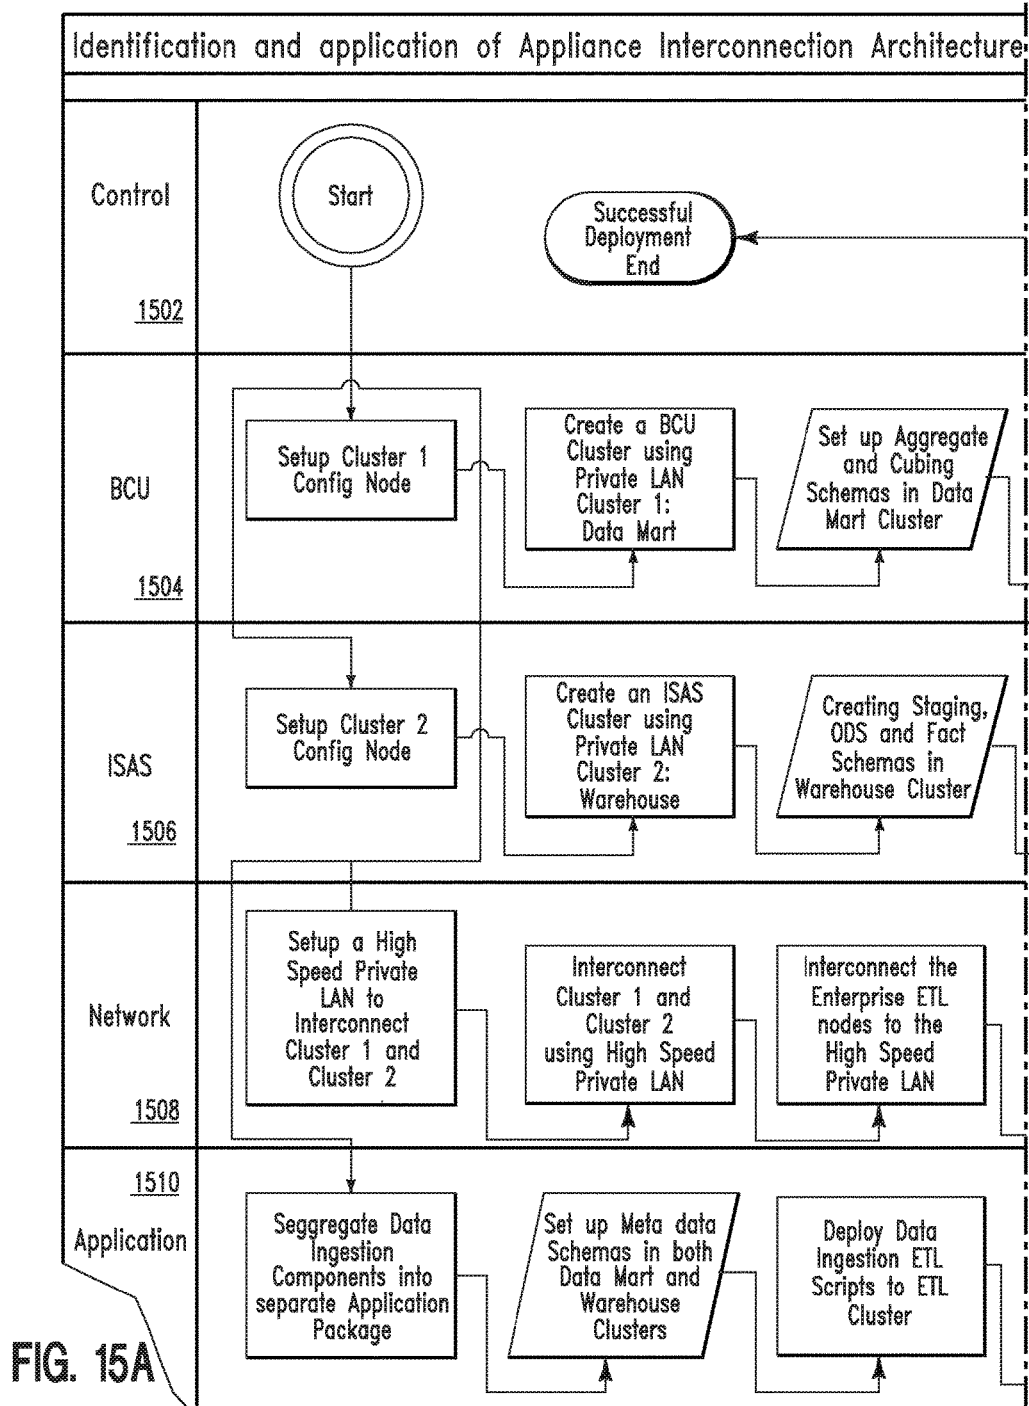 Identification and application of Appliance Interconnection Architecture
Control
1502
Start
Successful
Deployment
End
BCU
1504
Setup Cluster 1
Config Node
Create a BCU
Cluster using
Private LAN
Cluster 1:
Data Mart
Set up Aggregate
and Cubing
Schemas in Data
Mart Cluster
ISAS
1506
Setup Cluster 2
Config Node
Create an ISAS
Cluster using
Private LAN
Cluster 2:
Warehouse
Creating Staging,
ODS and Fact
Schemas in
Warehouse Cluster
Network
1508
Setup a High
Speed Private
LAN to
Interconnect
Cluster 1 and
Cluster 2
Interconnect
Cluster 1 and
Cluster 2
using High Speed
Private LAN
Interconnect the
Enterprise ETL
nodes to the
High Speed
Private LAN
1510
Application
Seggregate Data
Ingestion
Components into
separate Application
Package
Set up Meta data
Schemas in both
Data Mart and
Warehouse
Clusters
Deploy Data
Ingestion ETL
Scripts to ETL
Cluster
FIG. 15A